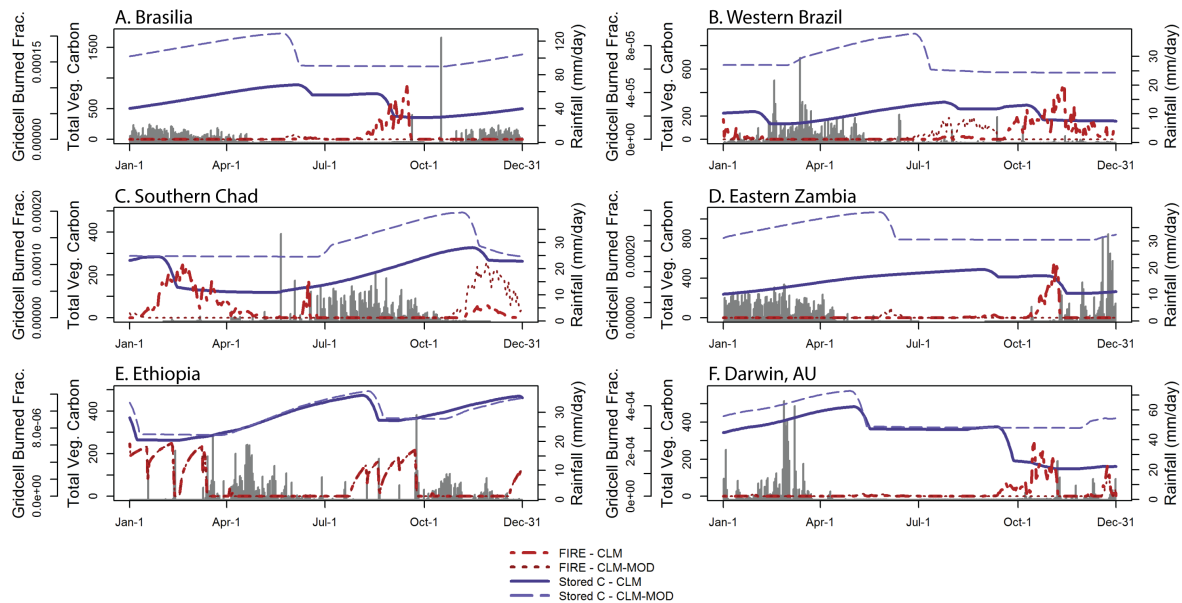 A. Brasilia
Gridcell Burned Frac.
0.00000 0.00015
Total Veg. Carbon
0 500 1500
Rainfall (mm/day)
0 40 80 120
Jan-1 Apr-1 Jul-1 Oct-1 Dec-31
B. Western Brazil
Gridcell Burned Frac.
0e+00 4e-05 8e-05
Total Veg. Carbon
0 200 600
Rainfall (mm/day)
0 10 20 30
Jan-1 Apr-1 Jul-1 Oct-1 Dec-31
C. Southern Chad
Gridcell Burned Frac.
0.00000 0.00010 0.00020
Total Veg. Carbon
0 200 400
Rainfall (mm/day)
0 10 20 30 40
Jan-1 Apr-1 Jul-1 Oct-1 Dec-31
D. Eastern Zambia
Gridcell Burned Frac.
0.00000 0.00020
Total Veg. Carbon
0 400 800
Rainfall (mm/day)
0 10 20 30
Jan-1 Apr-1 Jul-1 Oct-1 Dec-31
E. Ethiopia
Gridcell Burned Frac.
0.0e+00 8.0e-06
Total Veg. Carbon
0 200 400
Rainfall (mm/day)
0 10 20 30
Jan-1 Apr-1 Jul-1 Oct-1 Dec-31
F. Darwin, AU
Gridcell Burned Frac.
0e+00 2e-04 4e-04
Total Veg. Carbon
0 200 400
Rainfall (mm/day)
0 20 40 60
Jan-1 Apr-1 Jul-1 Oct-1 Dec-31
FIRE - CLM
FIRE - CLM-MOD
Stored C - CLM
Stored C - CLM-MOD